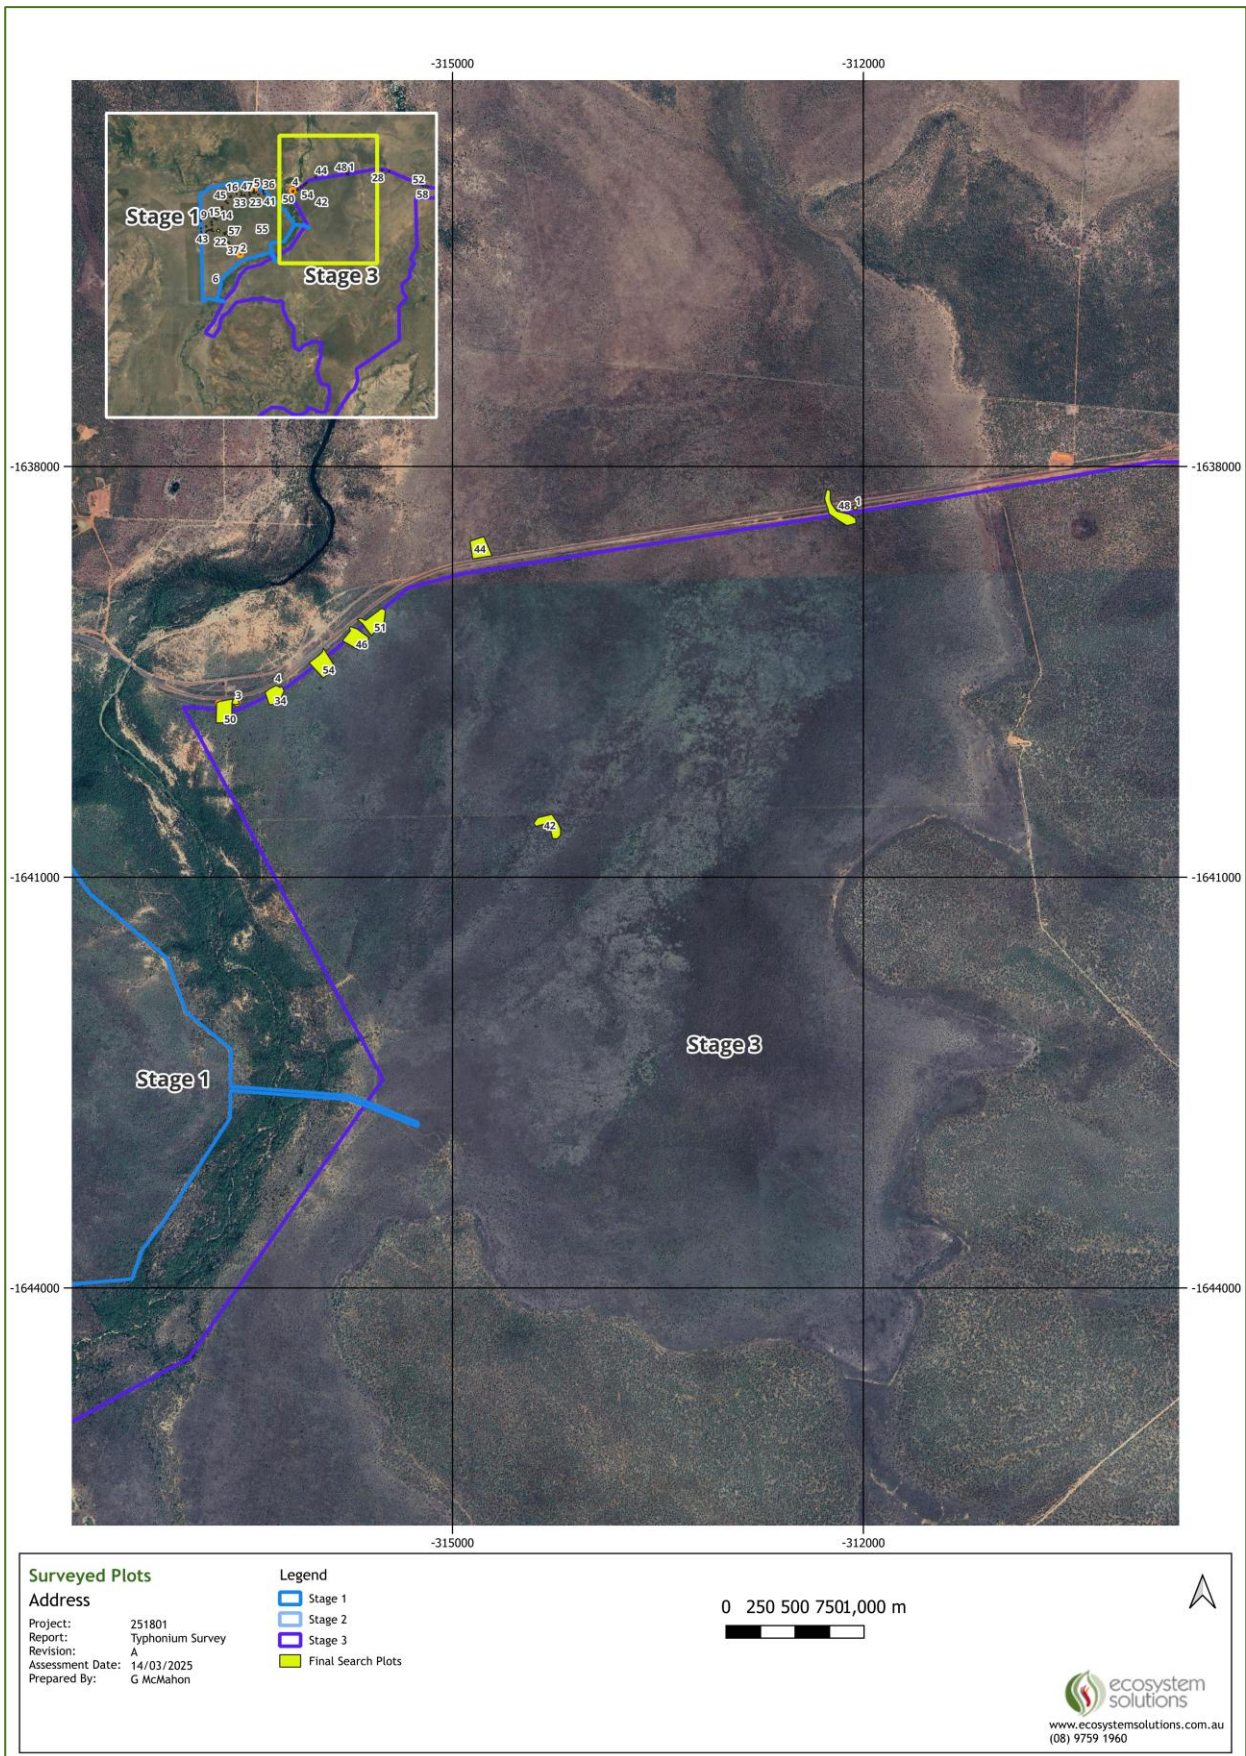 -315000
-312000
4
44
48 1
28
52
58
5
16
47
36
45
33
23
41
50
54
42
Stage 1
9
15
14
57
55
43
22
37
2
6
Stage 3
-1638000
-1638000
48
1
44
51
46
54
4
34
3
50
42
-1641000
-1641000
Stage 3
Stage 1
-1644000
-1644000
-315000
-312000
Surveyed Plots
Address
Project: 251801
Report: Typhonium Survey
Revision: A
Assessment Date: 14/03/2025
Prepared By: G McMahon
Legend
Stage 1
Stage 2
Stage 3
Final Search Plots
0 250 500 7501,000 m
ecosystem
solutions
www.ecosystemsolutions.com.au
(08) 9759 1960